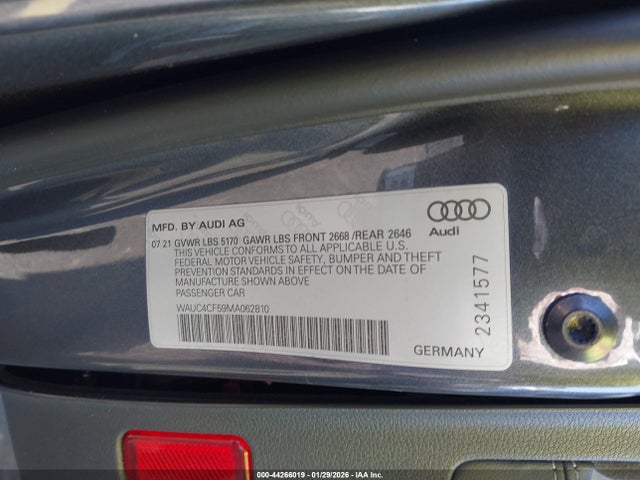 MFD. BY AUDI AG
07 21 GVWR LBS 5170 GAWR LBS FRONT 2668 /REAR 2646
THIS VEHICLE CONFORMS TO ALL APPLICABLE U.S.
FEDERAL MOTOR VEHICLE SAFETY, BUMPER AND THEFT
PREVENTION STANDARDS IN EFFECT ON THE DATE OF
MANUFACTURE SHOWN ABOVE
PASSENGER CAR
WAUC4CF59MA062810
Audi
2341577
GERMANY
000-44266019 | 01/29/2026 - IAA Holdings, LLC.